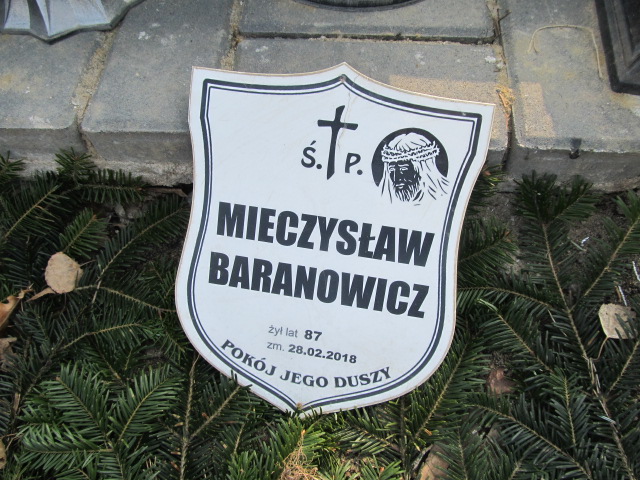 Ś. P.
MIECZYSŁAW
BARANOWICZ
żył lat 87
zm. 28.02.2018
POKÓJ JEGO DUSZY